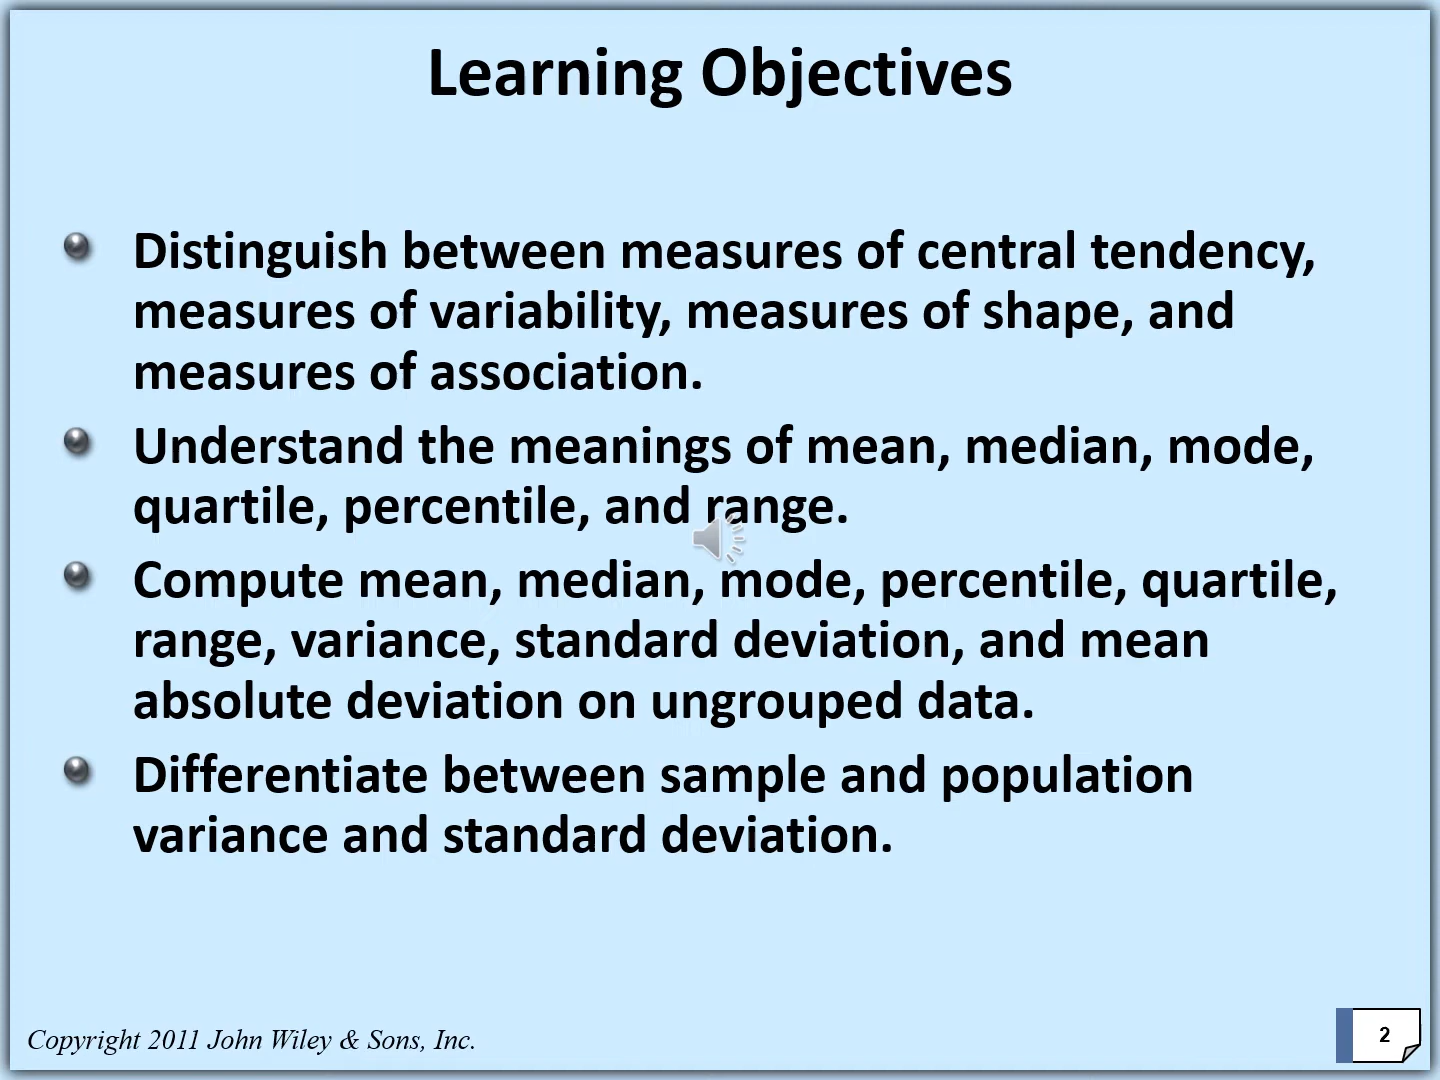 Learning Objectives
Distinguish between measures of central tendency,
measures of variability, measures of shape, and
measures of association.
Understand the meanings of mean, median, mode,
quartile, percentile, and range.
Compute mean, median, mode, percentile, quartile,
range, variance, standard deviation, and mean
absolute deviation on ungrouped data.
Differentiate between sample and population
variance and standard deviation.
Copyright 2011 John Wiley & Sons, Inc.
2